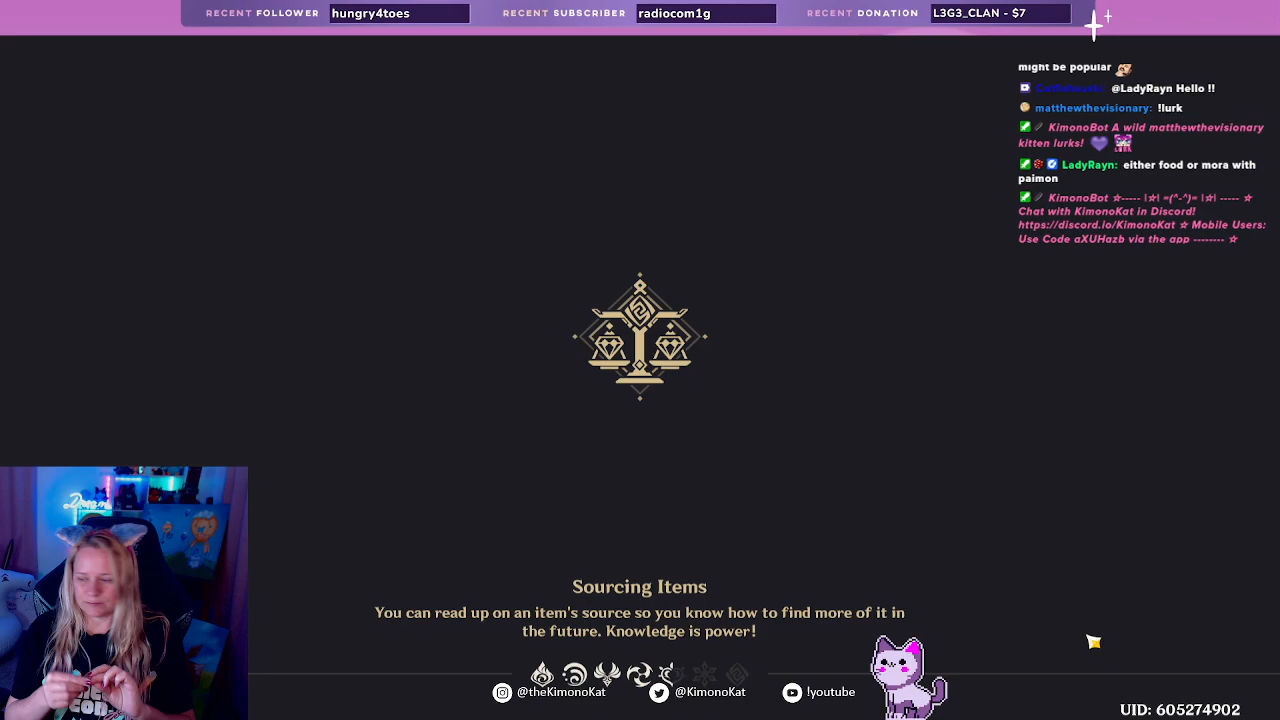 RECENT FOLLOWER hungry4toes RECENT SUBSCRIBER radiocom1g RECENT DONATION L3G3_CLAN - $7
might be popular
@LadyRayn Hello !!
matthewthevisionary: !lurk
KimonoBot A wild matthewthevisionary
kitten lurks!
LadyRayn: either food or mora with
paimon
KimonoBot ☆----- |☆| =(^-^)= |☆| ----- ☆
Chat with KimonoKat in Discord!
https://discord.io/KimonoKat ☆ Mobile Users:
Use Code aXUHazb via the app -------- ☆
Sourcing Items
You can read up on an item's source so you know how to find more of it in
the future. Knowledge is power!
@theKimonoKat @KimonoKat lyoutube
UID: 605274902